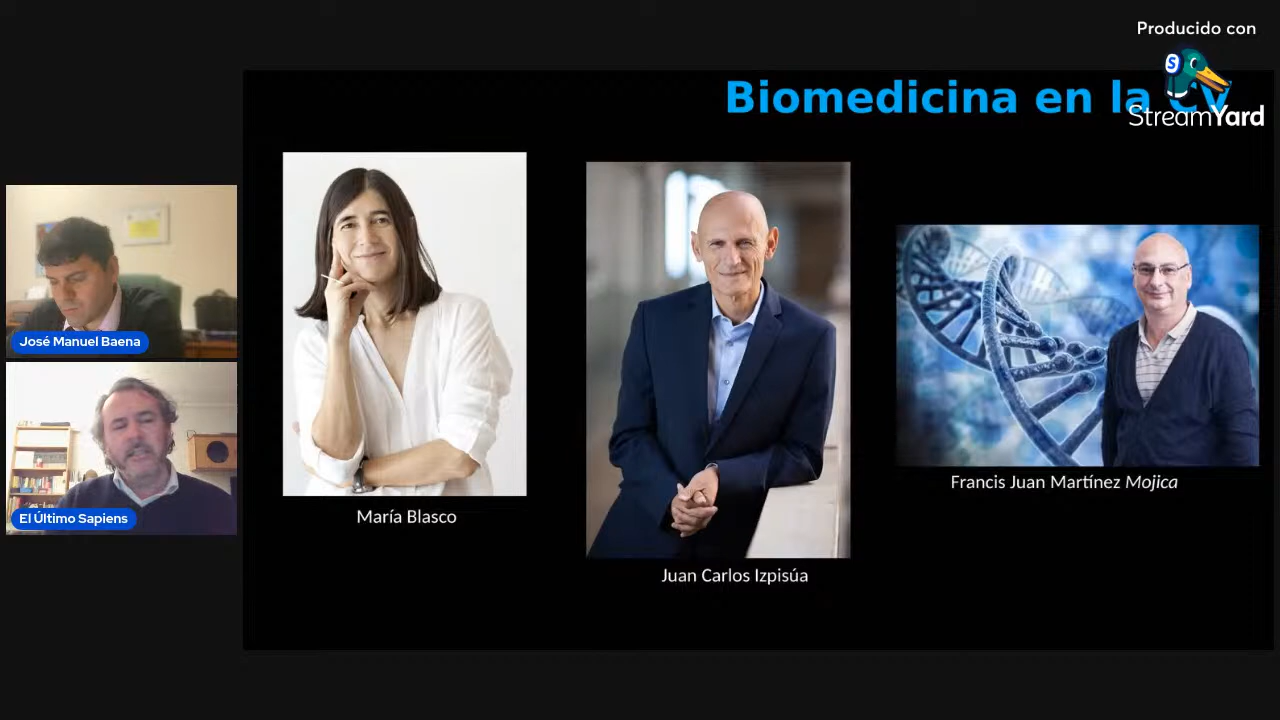 Producido con
StreamYard
Biomedicina en la CV
José Manuel Baena
El Último Sapiens
María Blasco
Juan Carlos Izpisúa
Francis Juan Martínez Mojica